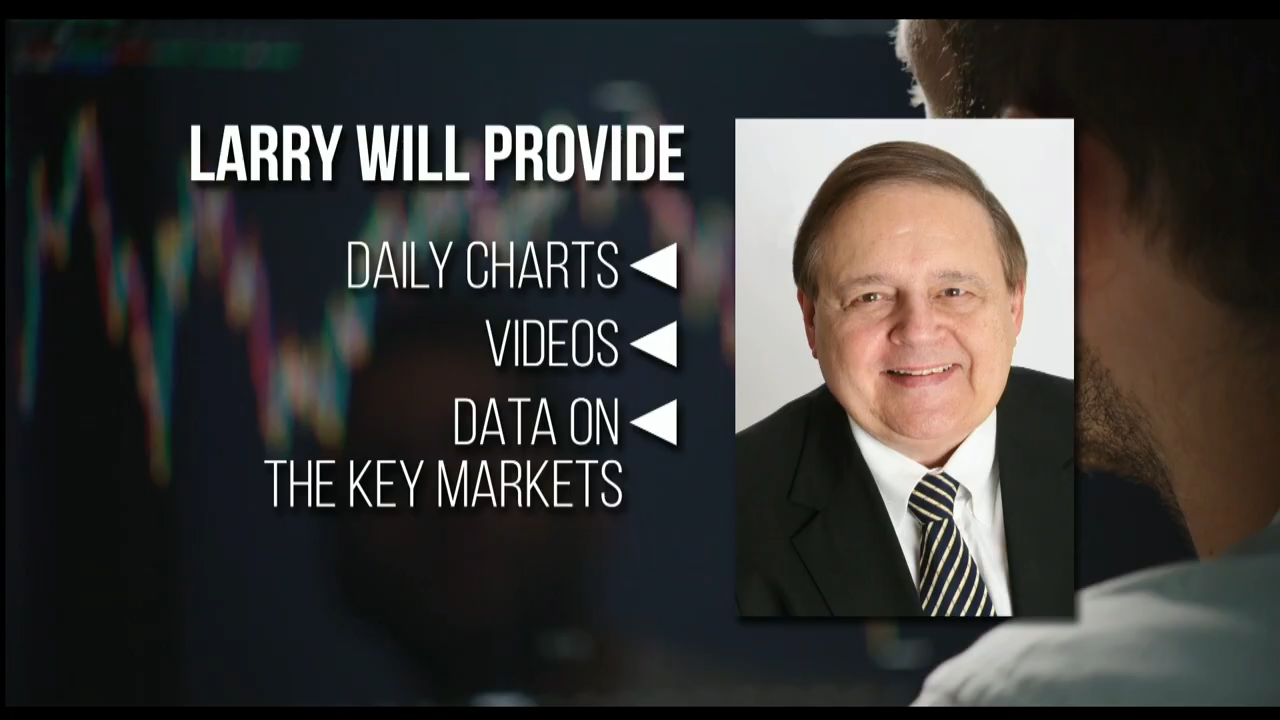 LARRY WILL PROVIDE
DAILY CHARTS
VIDEOS
DATA ON
THE KEY MARKETS